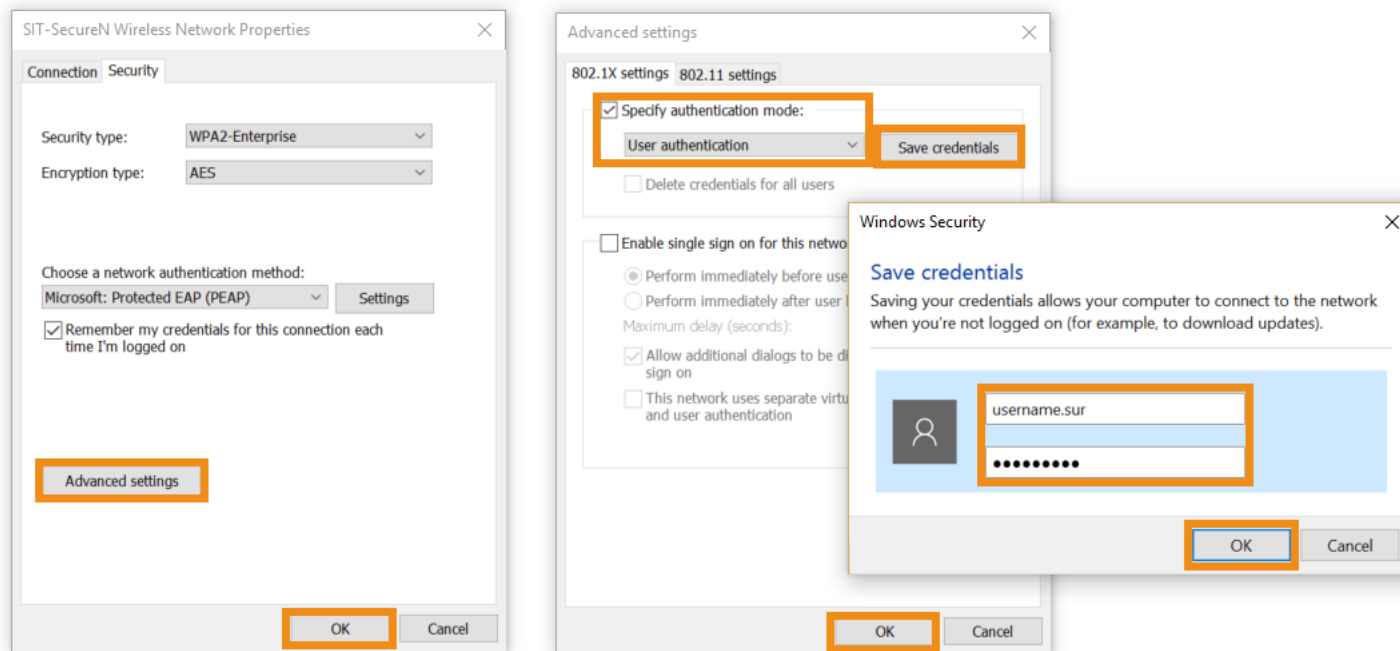 SIT-SecureN Wireless Network Properties
Connection Security
Security type: WPA2-Enterprise
Encryption type: AES
Choose a network authentication method:
Microsoft: Protected EAP (PEAP) Settings
Remember my credentials for this connection each
time I'm logged on
Advanced settings
OK Cancel
Advanced settings
802.1X settings 802.11 settings
Specify authentication mode:
User authentication Save credentials
Delete credentials for all users
Enable single sign on for this netwo
Perform immediately before use
Perform immediately after user
Maximum delay (seconds):
Allow additional dialogs to be di
sign on
This network uses separate virtu
and user authentication
OK Cancel
Windows Security
Save credentials
Saving your credentials allows your computer to connect to the network
when you're not logged on (for example, to download updates).
username.sur
●●●●●●●●●
OK Cancel